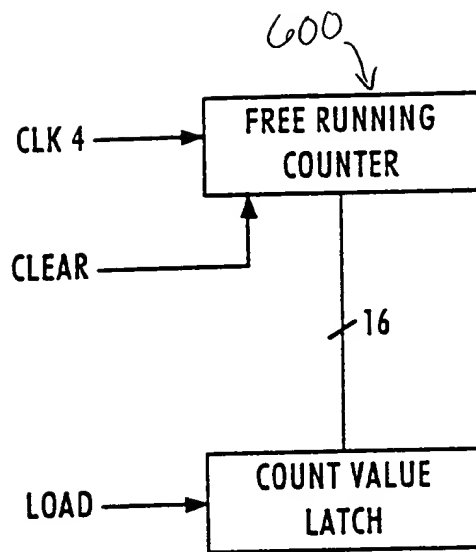 600
FREE RUNNING
COUNTER
CLK 4
CLEAR
16
COUNT VALUE
LATCH
LOAD